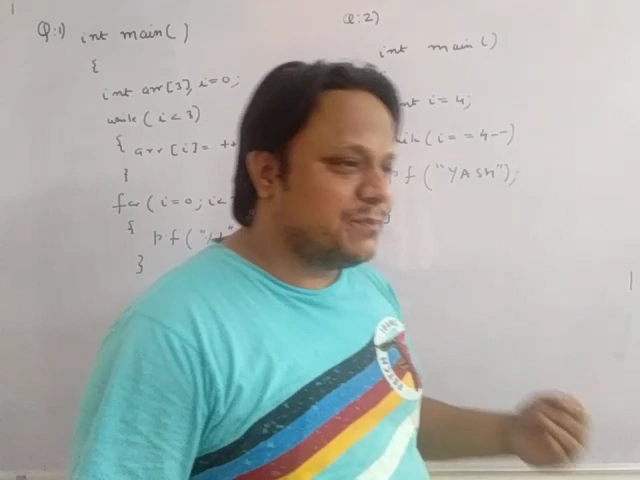 Q:1) int main()
{
int arr[3], i=0;
while (i<3)
{ arr[i]= ++
}
for (i=0; i<
{ pf("%
}
Q:2)
int main()
int i=4;
(i==4--)
pf("YASH");
}